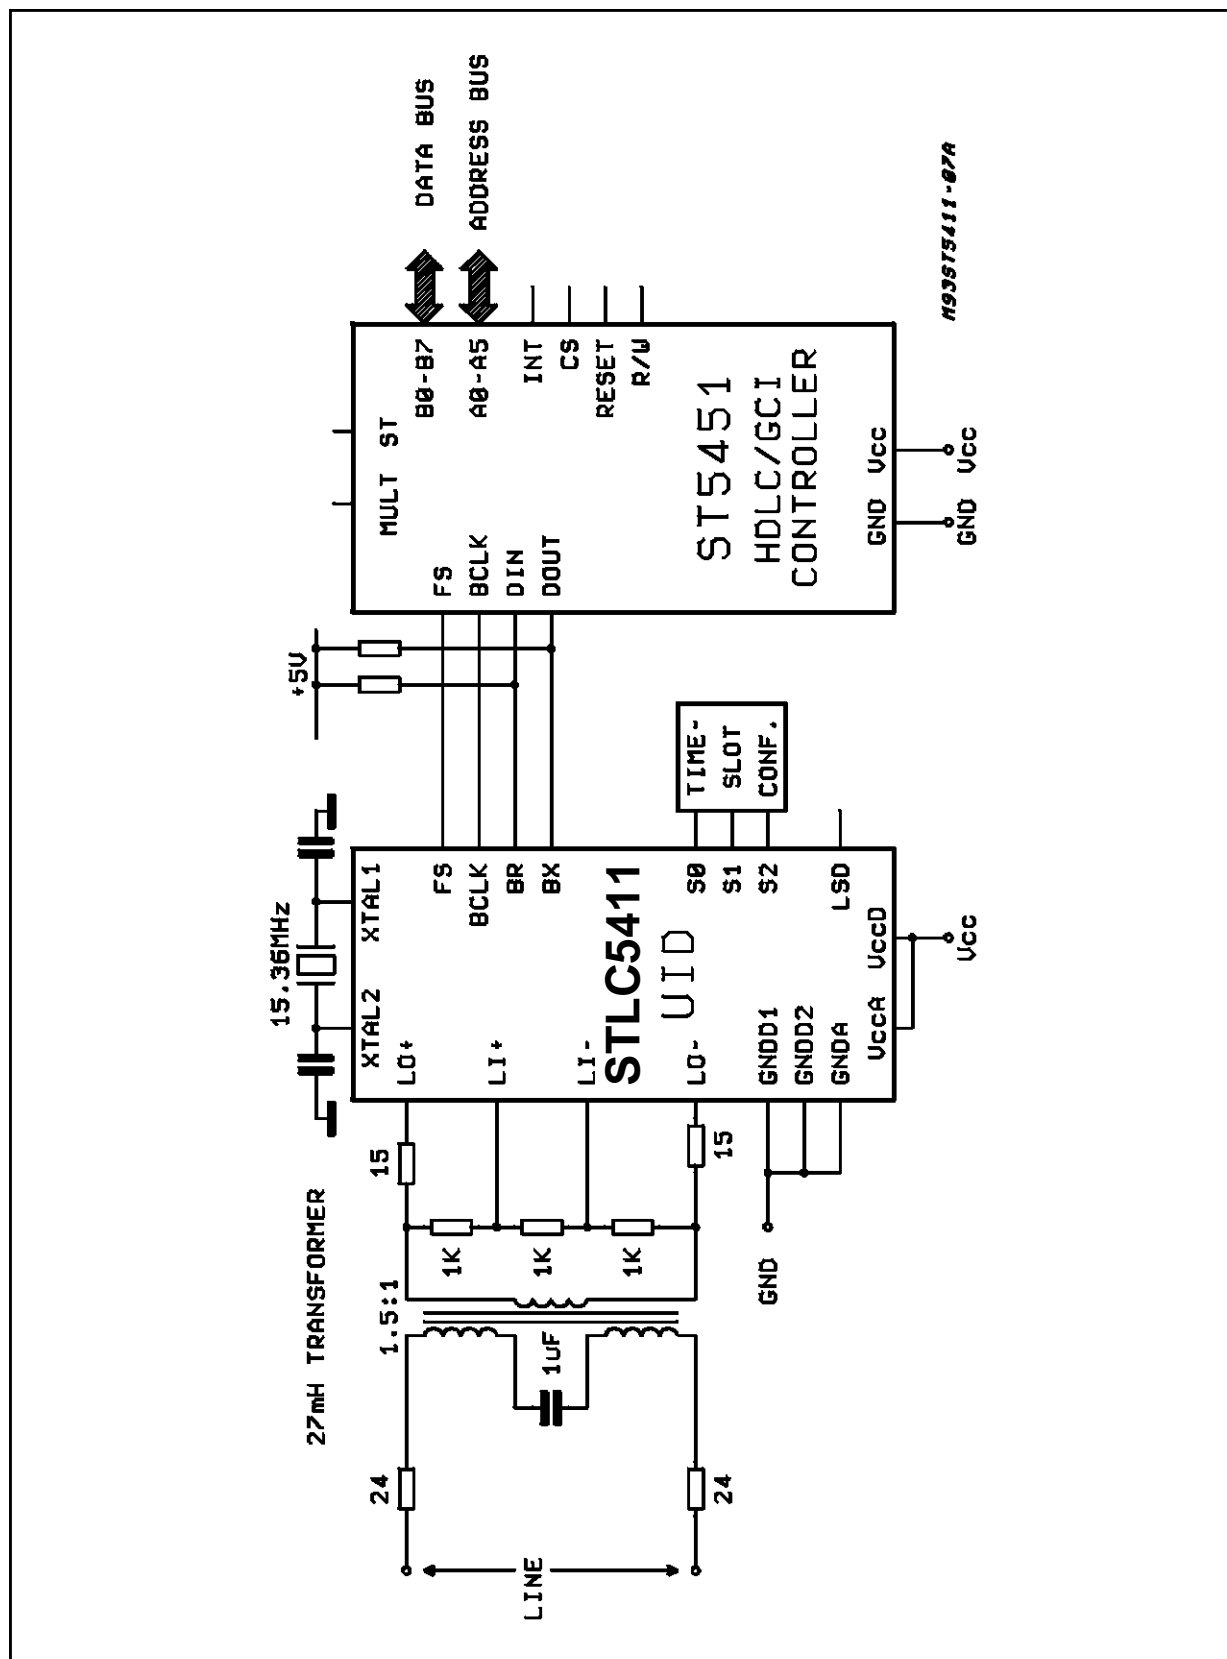 27mH TRANSFORMER
1.5:1
24
24
LINE
1uF
1K
1K
1K
15
15
GND
15.36MHz
XTAL2
XTAL1
LO+
LI+
LI-
LO-
GNDD1
GNDD2
GNDA
VccA
VccD
Vcc
STLC5411
UID
FS
BCLK
BR
BX
S0
S1
S2
LSD
TIME-
SLOT
CONF.
+5V
FS
BCLK
DIN
DOUT
MULT
ST
B0-B7
A0-A5
INT
CS
RESET
R/W
ST5451
HDLC/GCI
CONTROLLER
GND
Vcc
GND
Vcc
DATA BUS
ADDRESS BUS
M93ST5411-07A